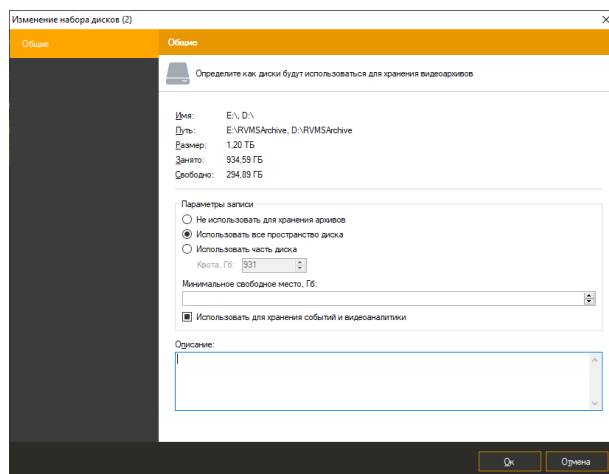 Изменение набора дисков (2)
Общие
Общие
Определите как диски будут использоваться для хранения видеоархивов
Имя: E:\, D:\
Путь: E:\RVMSArchive, D:\RVMSArchive
Размер: 1,20 ТБ
Занято: 934,59 ГБ
Свободно: 294,89 ГБ
Параметры записи
Не использовать для хранения архивов
Использовать все пространство диска
Использовать часть диска
Квота, Гб: 931
Минимальное свободное место, Гб:
Использовать для хранения событий и видеоаналитики
Описание:
Ок Отмена